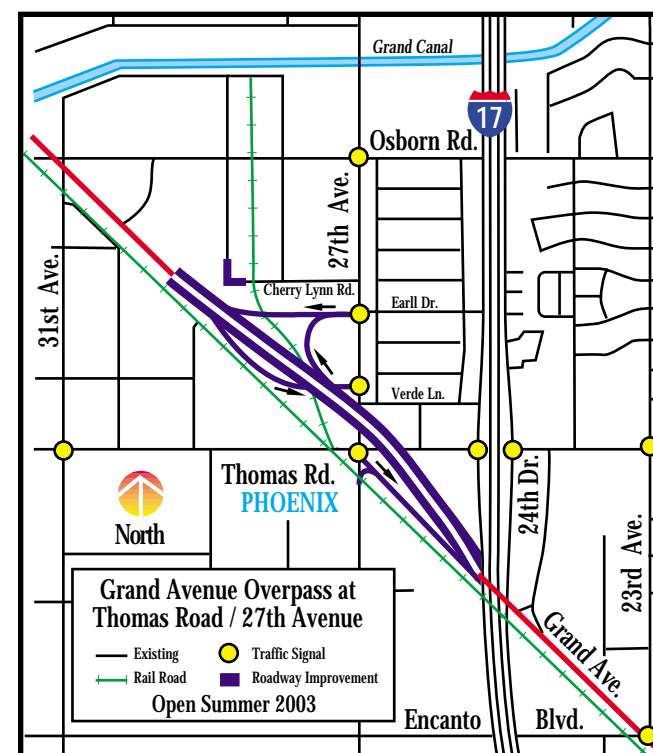 Grand Canal
17
Osborn Rd.
27th Ave.
31st Ave.
Cherry Lynn Rd.
Earll Dr.
Verde Ln.
Thomas Rd.
PHOENIX
24th Dr.
23rd Ave.
North
Grand Avenue Overpass at
Thomas Road / 27th Avenue
Existing
Traffic Signal
Rail Road
Roadway Improvement
Open Summer 2003
Grand Ave.
Encanto Blvd.